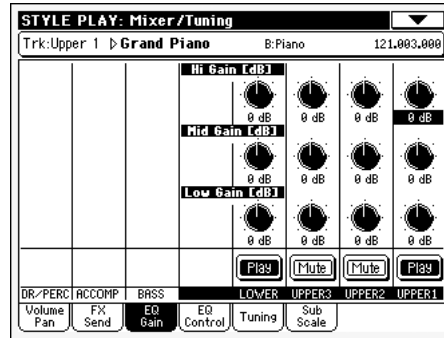 STYLE PLAY: Mixer/Tuning
Trk:Upper 1 ▷Grand Piano B:Piano 121.003.000
Hi Gain [dB]
0 dB 0 dB 0 dB 0 dB
Mid Gain [dB]
0 dB 0 dB 0 dB 0 dB
Low Gain [dB]
0 dB 0 dB 0 dB 0 dB
Play Mute Mute Play
DR/PERC ACCOMP BASS LOWER UPPER3 UPPER2 UPPER1
Volume Pan FX Send EQ Gain EQ Control Tuning Sub Scale